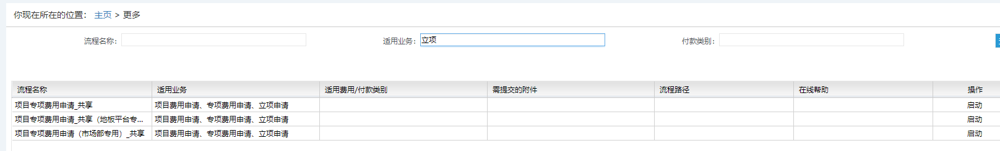 你现在所在的位置： 主页 > 更多
流程名称： 适用业务：立项 付款类别：
流程名称 适用业务 适用费用/付款类别 需提交的附件 流程路径 在线帮助 操作
项目专项费用申请_共享 项目费用申请、专项费用申请、立项申请 启动
项目专项费用申请_共享（地板平台专... 项目费用申请、专项费用申请、立项申请 启动
项目专项费用申请（市场部专用）_共享 项目费用申请、专项费用申请、立项申请 启动